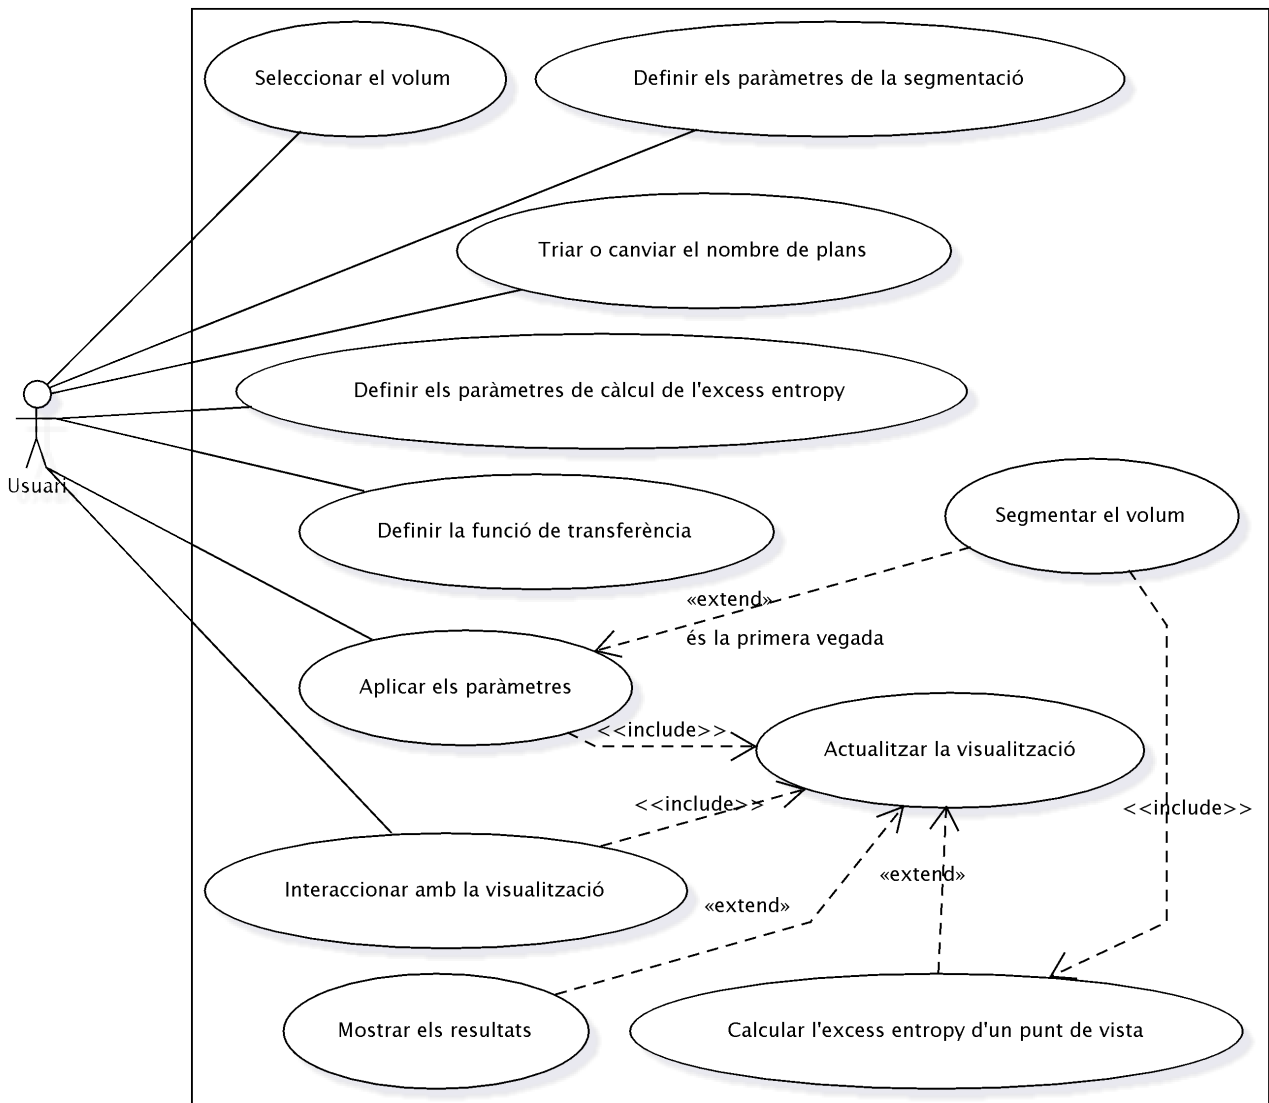 Seleccionar el volum
Definir els paràmetres de la segmentació
Triar o canviar el nombre de plans
Definir els paràmetres de càlcul de l'excess entropy
Usuari
Definir la funció de transferència
Segmentar el volum
«extend»
és la primera vegada
Aplicar els paràmetres
<<include>>
Actualitzar la visualització
<<include>>
<<include>>
Interaccionar amb la visualització
«extend»
«extend»
Mostrar els resultats
Calcular l'excess entropy d'un punt de vista